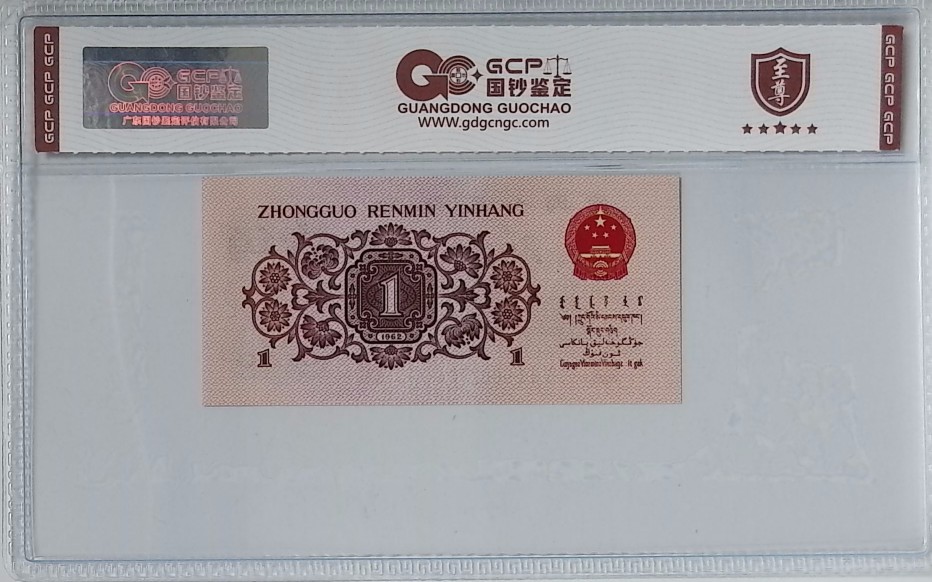 GCP GCP GCP
GCP
国钞鉴定
GUANGDONG GUOCHAO
广东国钞鉴定评估有限公司
GCP
国钞鉴定
GUANGDONG GUOCHAO
WWW.gdgcngc.com
至尊
GCP GCP GCP
ZHONGGUO RENMIN YINHANG
1
(1962)
1
1